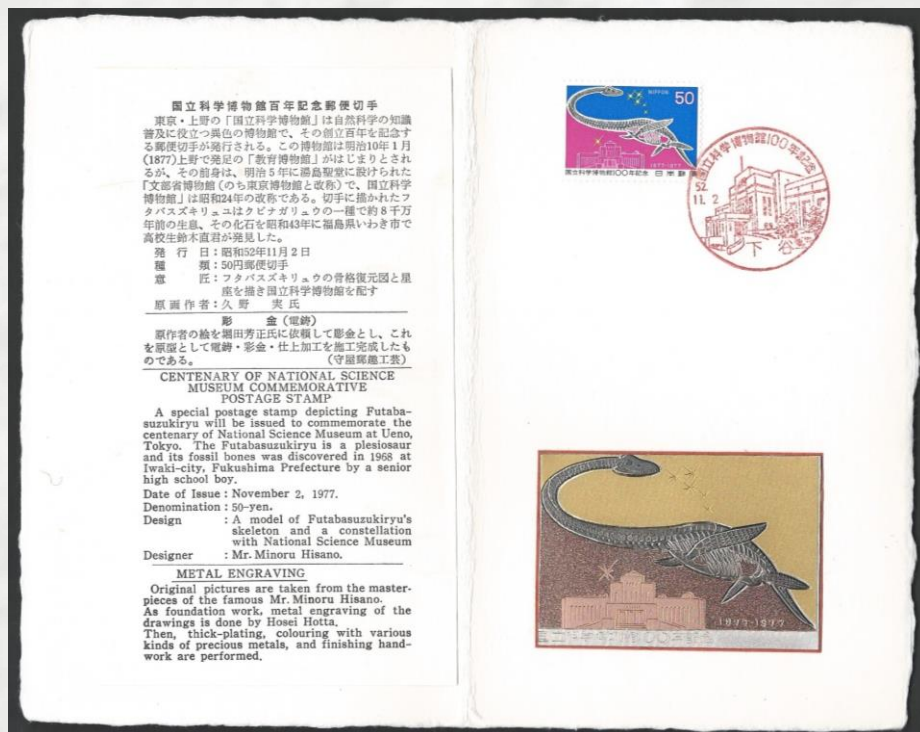 国立科学博物館百年記念郵便切手
東京・上野の「国立科学博物館」は自然科学の知識
普及に役立つ異色の博物館で、その創立百年を記念す
る郵便切手が発行される。この博物館は明治10年1月
(1877)上野で発足の「教育博物館」がはじまりとされ
るが、その前身は、明治5年に湯島聖堂に設けられた
「文部省博物館(のち東京博物館と改称)で、国立科学
博物館」は昭和24年の改称である。切手に描かれたフ
タバスズキリュユはクビナガリュウの一種で約8千万
年前の生息、その化石を昭和43年に福島県いわき市で
高校生鈴木直君が発見した。
発行日:昭和52年11月2日
種類:50円郵便切手
意匠:フタバスズキリュウの骨格復元図と星
座を描き国立科学博物館を配す
原画作者:久野 実氏
彫 金(電鋳)
原作者の絵を堀田芳正氏に依頼して彫金とし、これ
を原型として電鋳・彩金・仕上加工を施工完成したも
のである。 (守屋郵趣工芸)
CENTENARY OF NATIONAL SCIENCE
MUSEUM COMMEMORATIVE
POSTAGE STAMP
A special postage stamp depicting Futaba-
suzukiryu will be issued to commemorate the
centenary of National Science Museum at Ueno,
Tokyo. The Futabasuzukiryu is a plesiosaur
and its fossil bones was discovered in 1968 at
Iwaki-city, Fukushima Prefecture by a senior
high school boy.
Date of Issue : November 2, 1977.
Denomination : 50-yen.
Design : A model of Futabasuzukiryu's
skeleton and a constellation
with National Science Museum
Designer : Mr. Minoru Hisano.
METAL ENGRAVING
Original pictures are taken from the master-
pieces of the famous Mr. Minoru Hisano.
As foundation work, metal engraving of the
drawings is done by Hosei Hotta.
Then, thick-plating, colouring with various
kinds of precious metals, and finishing hand-
work are performed.
NIPPON 50
1877-1977
国立科学博物館100年記念 日本郵便
国立科学博物館100年記念
52.
11.2
下谷
1877-1977
国立科学博物館100年記念